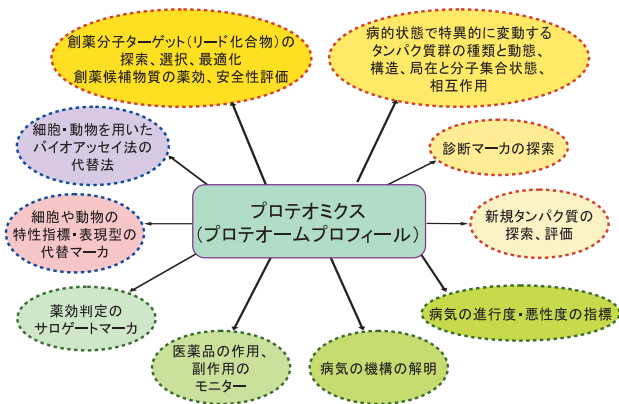 創薬分子ターゲット（リード化合物）の
探索、選択、最適化
創薬候補物質の薬効、安全性評価
病的状態で特異的に変動する
タンパク質群の種類と動態、
構造、局在と分子集合状態、
相互作用
細胞・動物を用いた
バイオアッセイ法の
代替法
診断マーカの探索
細胞や動物の
特性指標・表現型の
代替マーカ
プロテオミクス
（プロテオームプロフィール）
新規タンパク質の
探索、評価
薬効判定の
サロゲートマーカ
病気の進行度・悪性度の指標
医薬品の作用、
副作用の
モニター
病気の機構の解明